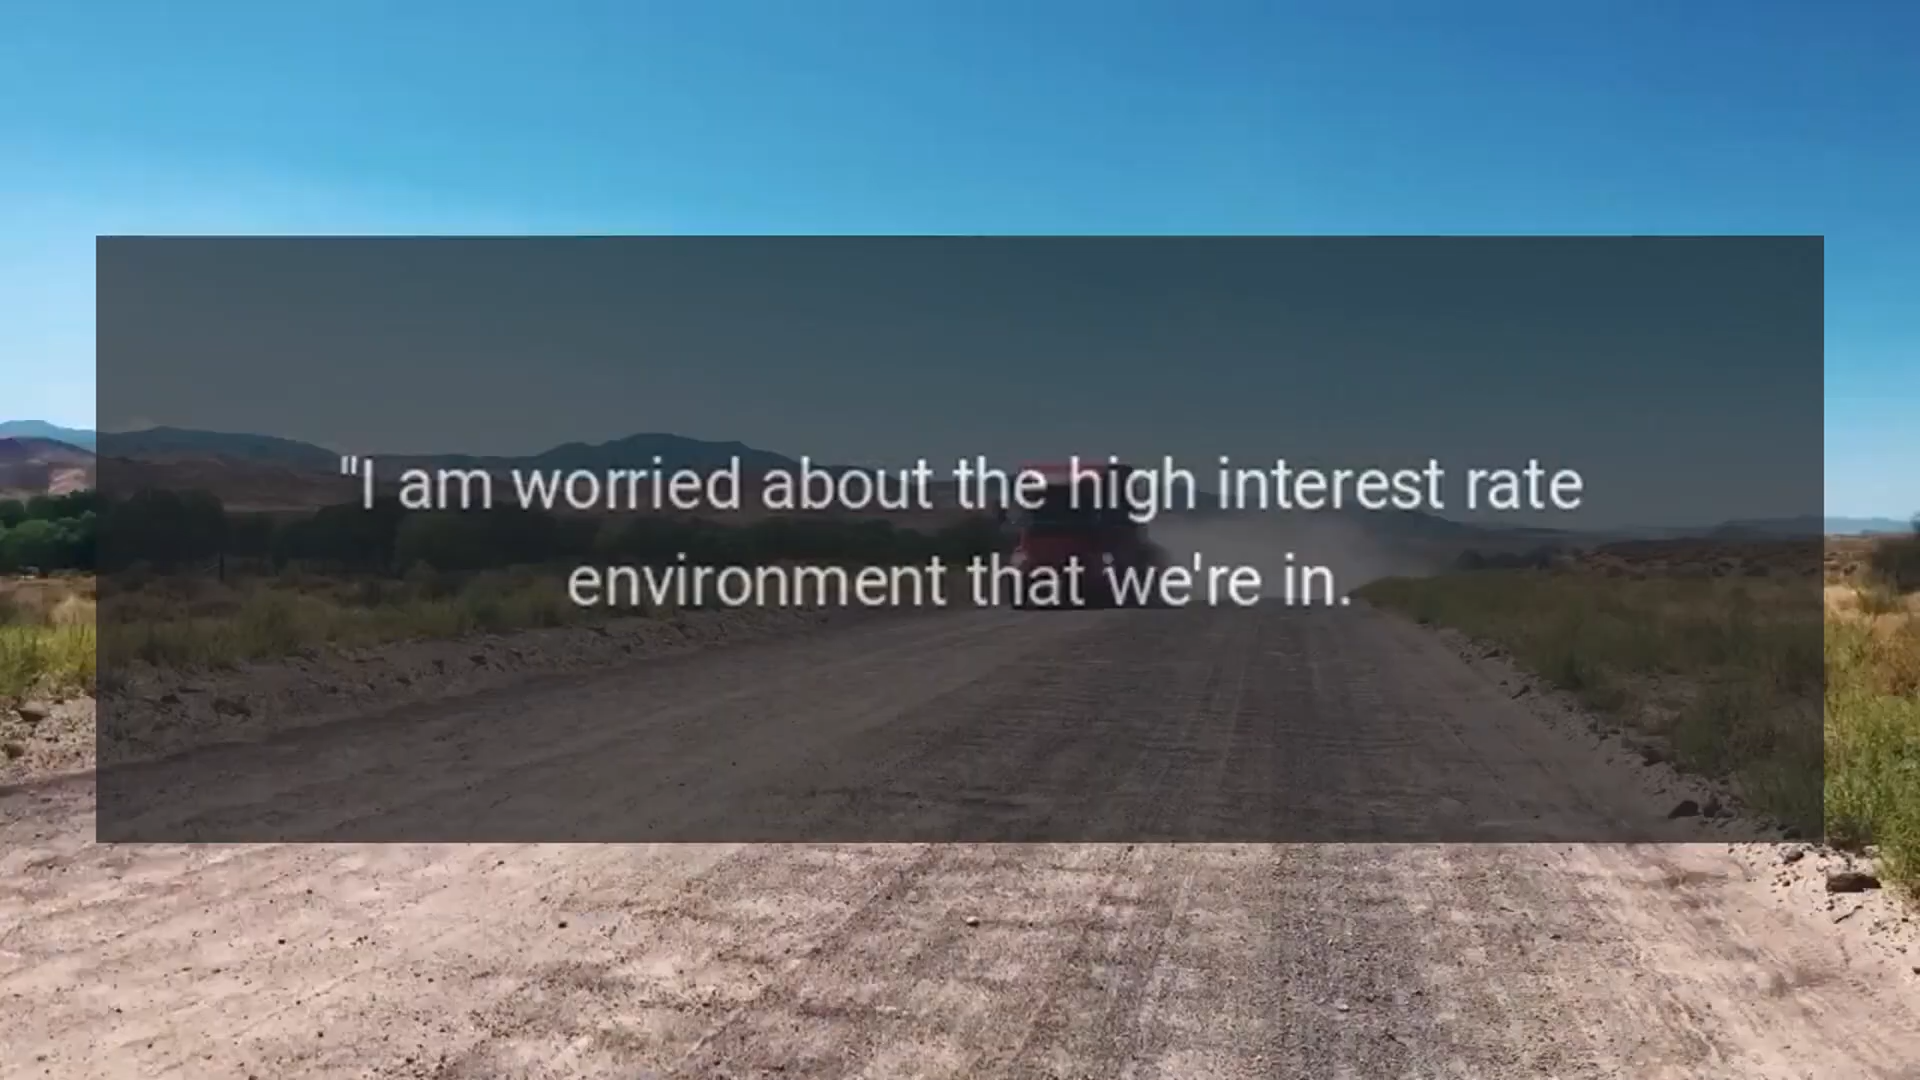 "I am worried about the high interest rate
environment that we're in.